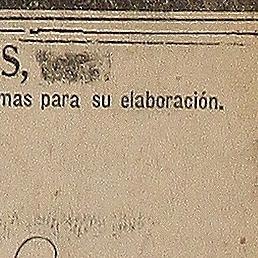 S,
mas para su elaboración.